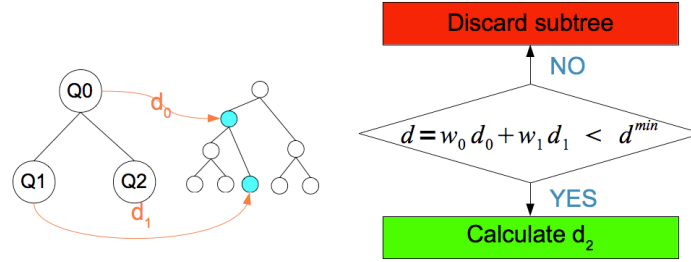 Q0
d₀
Q1
Q2
d₁
Discard subtree
NO
d = w₀ d₀ + w₁ d₁ < dᵐⁱⁿ
YES
Calculate d₂